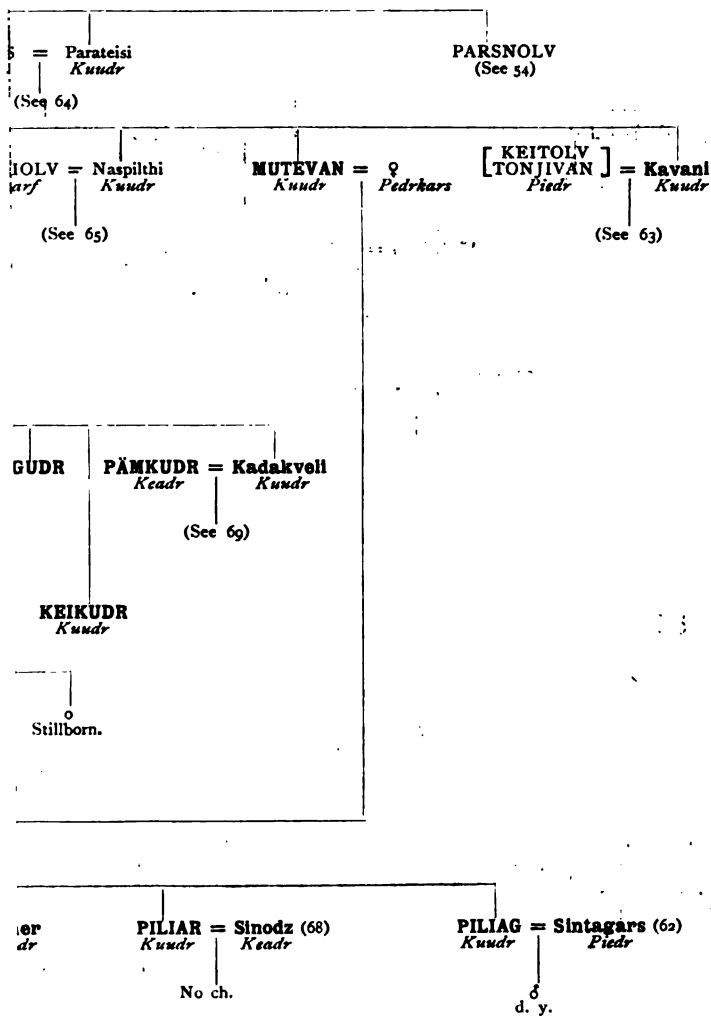 S = Parateisi PARSNOLV
Kuudr (See 54)
(See 64)
IOLV = Naspilthi MUTEVAN = ♀ [KEITOLV TONJIVAN] = Kavani
arf Kuudr Kuudr Pedrkars Piedr Kuudr
(See 65) (See 63)
GUDR PÄMKUDR = Kadakveli
Keadr Kuudr
(See 69)
KEIKUDR
Kuudr
Stillborn.
er PILIAR = Sinodz (68) PILIAG = Sintagars (62)
dr Kuudr Keadr Kuudr Piedr
No ch. ♂
d. y.